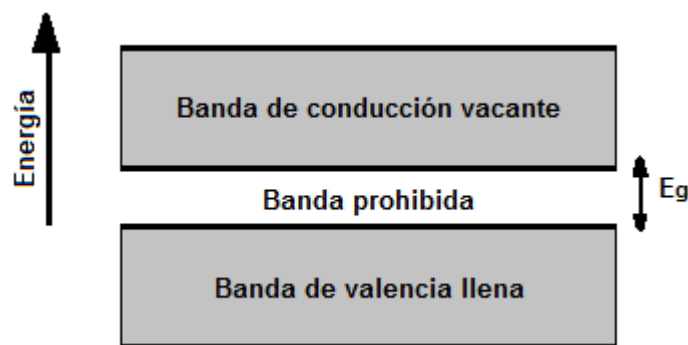 Energía
Banda de conducción vacante
Banda prohibida
Eg
Banda de valencia llena